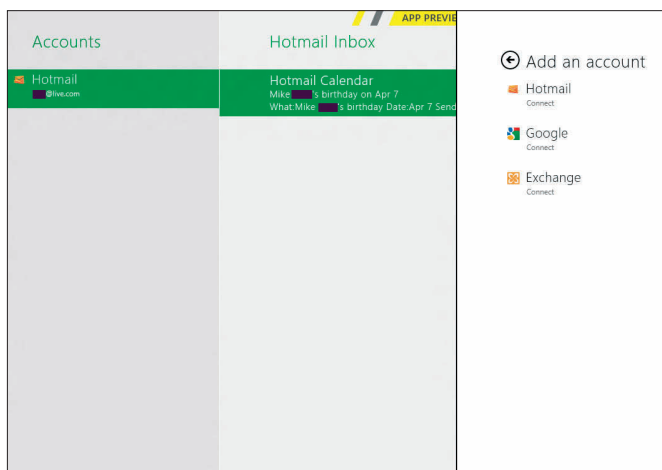 APP PREVIE
Accounts
Hotmail
@live.com
Hotmail Inbox
Hotmail Calendar
Mike 's birthday on Apr 7
What:Mike 's birthday Date:Apr 7 Send
Add an account
Hotmail
Connect
Google
Connect
Exchange
Connect